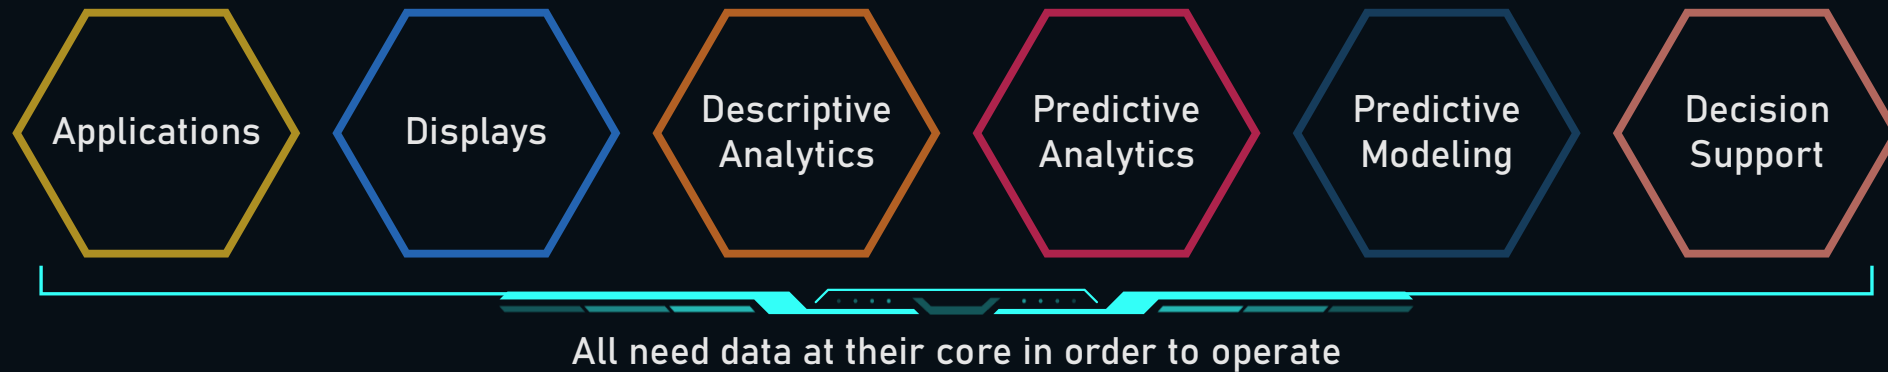 Applications
Displays
Descriptive
Analytics
Predictive
Analytics
Predictive
Modeling
Decision
Support
All need data at their core in order to operate